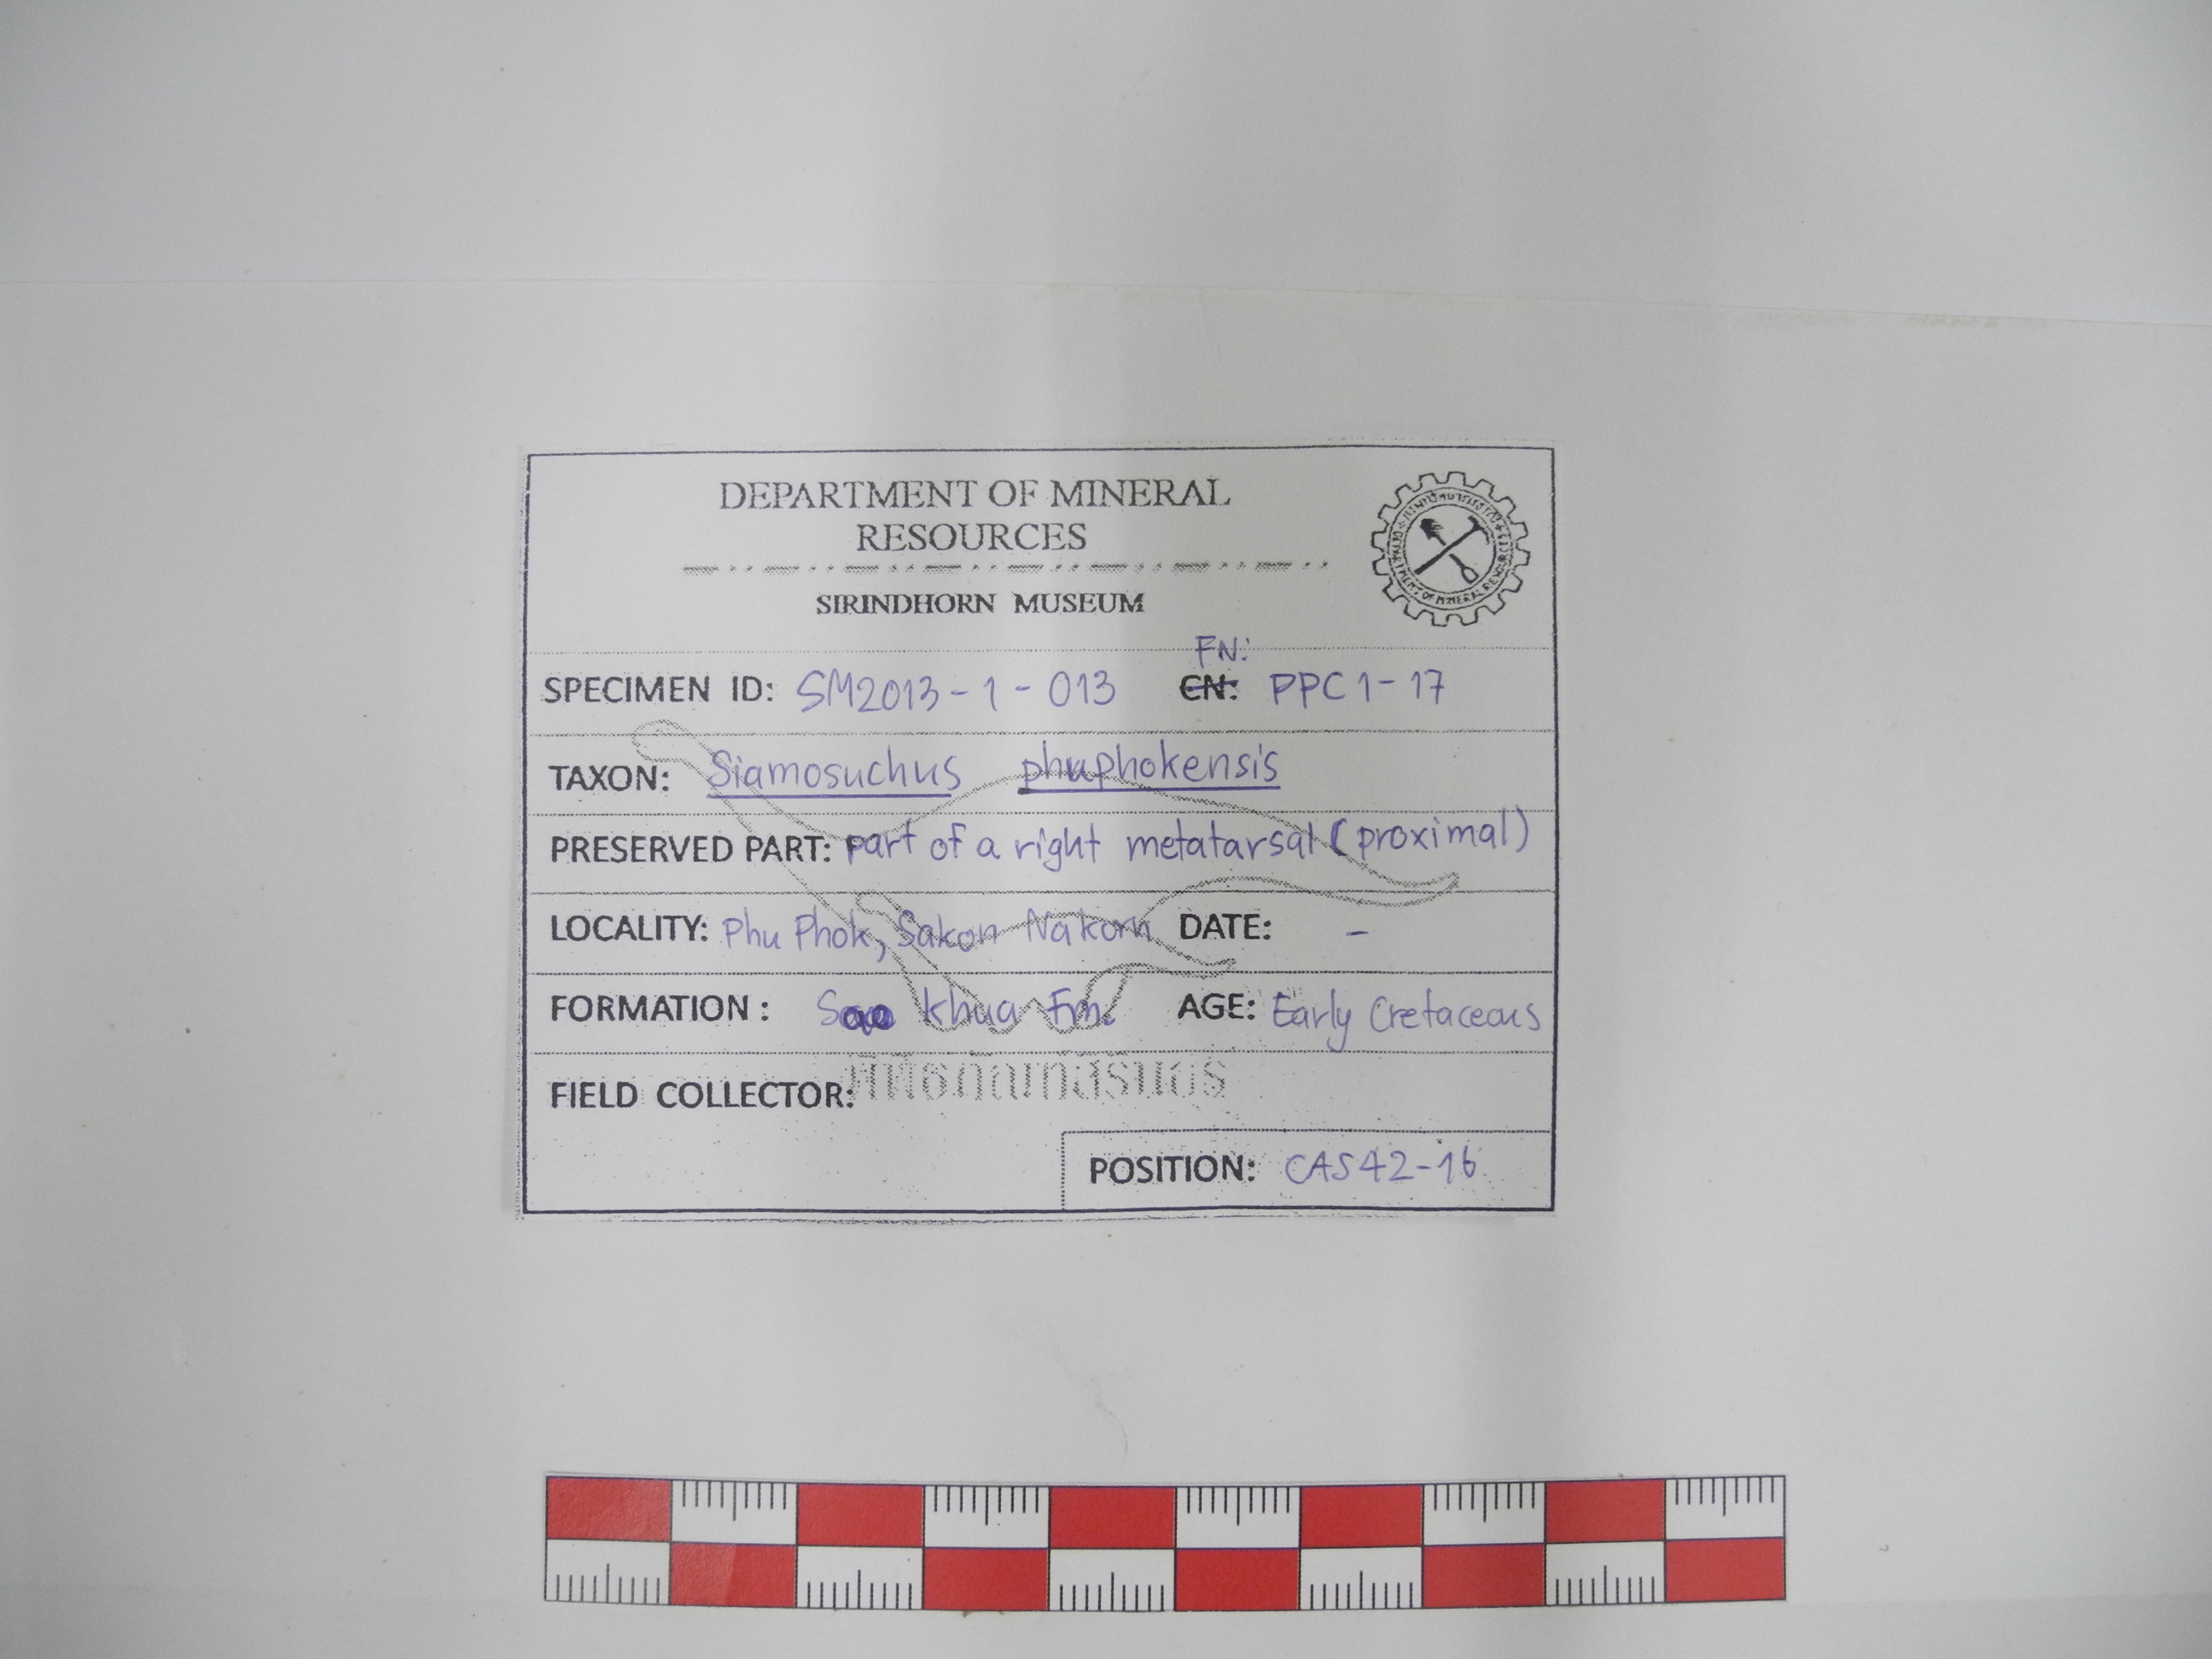 DEPARTMENT OF MINERAL
RESOURCES
SIRINDHORN MUSEUM
FN:
SPECIMEN ID: SM2013-1-013 CN: PPC1-17
TAXON: Siamosuchus phuphokensis
PRESERVED PART: part of a right metatarsal (proximal)
LOCALITY: Phu Phok, Sakon Nakorn DATE: -
FORMATION: Sao khua Fm. AGE: Early Cretaceous
FIELD COLLECTOR:
POSITION: CAS42-16